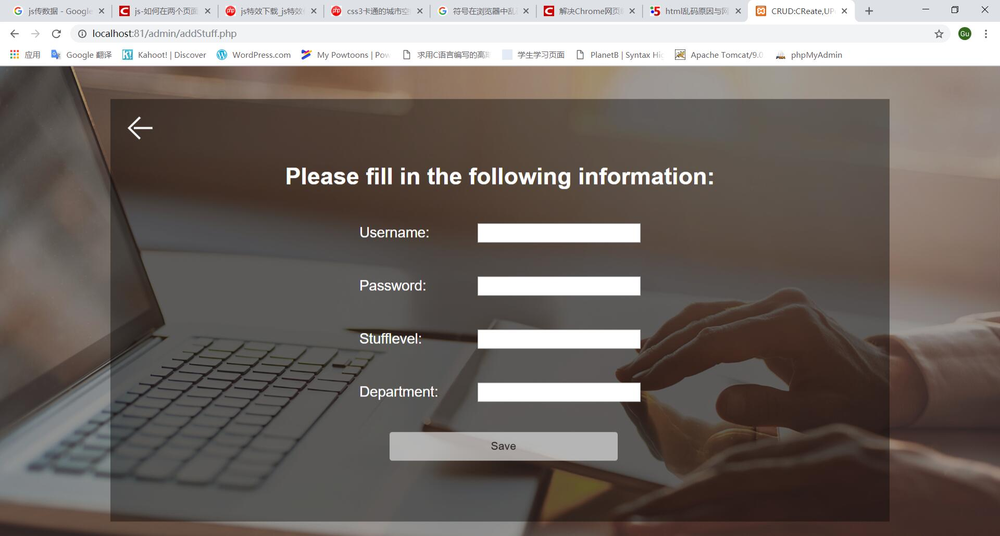 js传数据 - Google
js-如何在两个页面
js特效下载_js特效
css3卡通的城市空
符号在浏览器中乱
解决Chrome网页
html乱码原因与网
CRUD:CReate,UP
localhost:81/admin/addStuff.php
Gu
应用
Google 翻译
Kahoot! | Discover
WordPress.com
My Powtoons | Pow
求用C语言编写的高
学生学习页面
PlanetB | Syntax Hig
Apache Tomcat/9.0
phpMyAdmin
Please fill in the following information:
Username:
Password:
Stufflevel:
Department:
Save